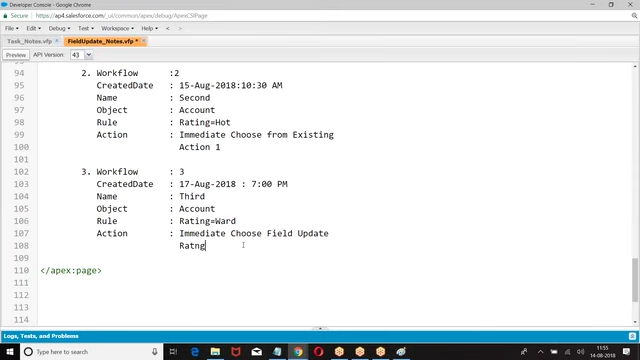 Developer Console - Google Chrome
Secure https://ap4.salesforce.com/_ui/common/apex/debug/ApexCSIPage
File Edit Debug Test Workspace Help < >
Task_Notes.vfp FieldUpdate_Notes.vfp *
Preview API Version: 43
94 2. Workflow :2
95 CreatedDate : 15-Aug-2018:10:30 AM
96 Name : Second
97 Object : Account
98 Rule : Rating=Hot
99 Action : Immediate Choose from Existing
100 Action 1
101
102 3. Workflow : 3
103 CreatedDate : 17-Aug-2018 : 7:00 PM
104 Name : Third
105 Object : Account
106 Rule : Rating=Ward
107 Action : Immediate Choose Field Update
108 Ratng
109
110 </apex:page>
111
112
113
114
Logs, Tests, and Problems
Type here to search
11:55
14-08-2018